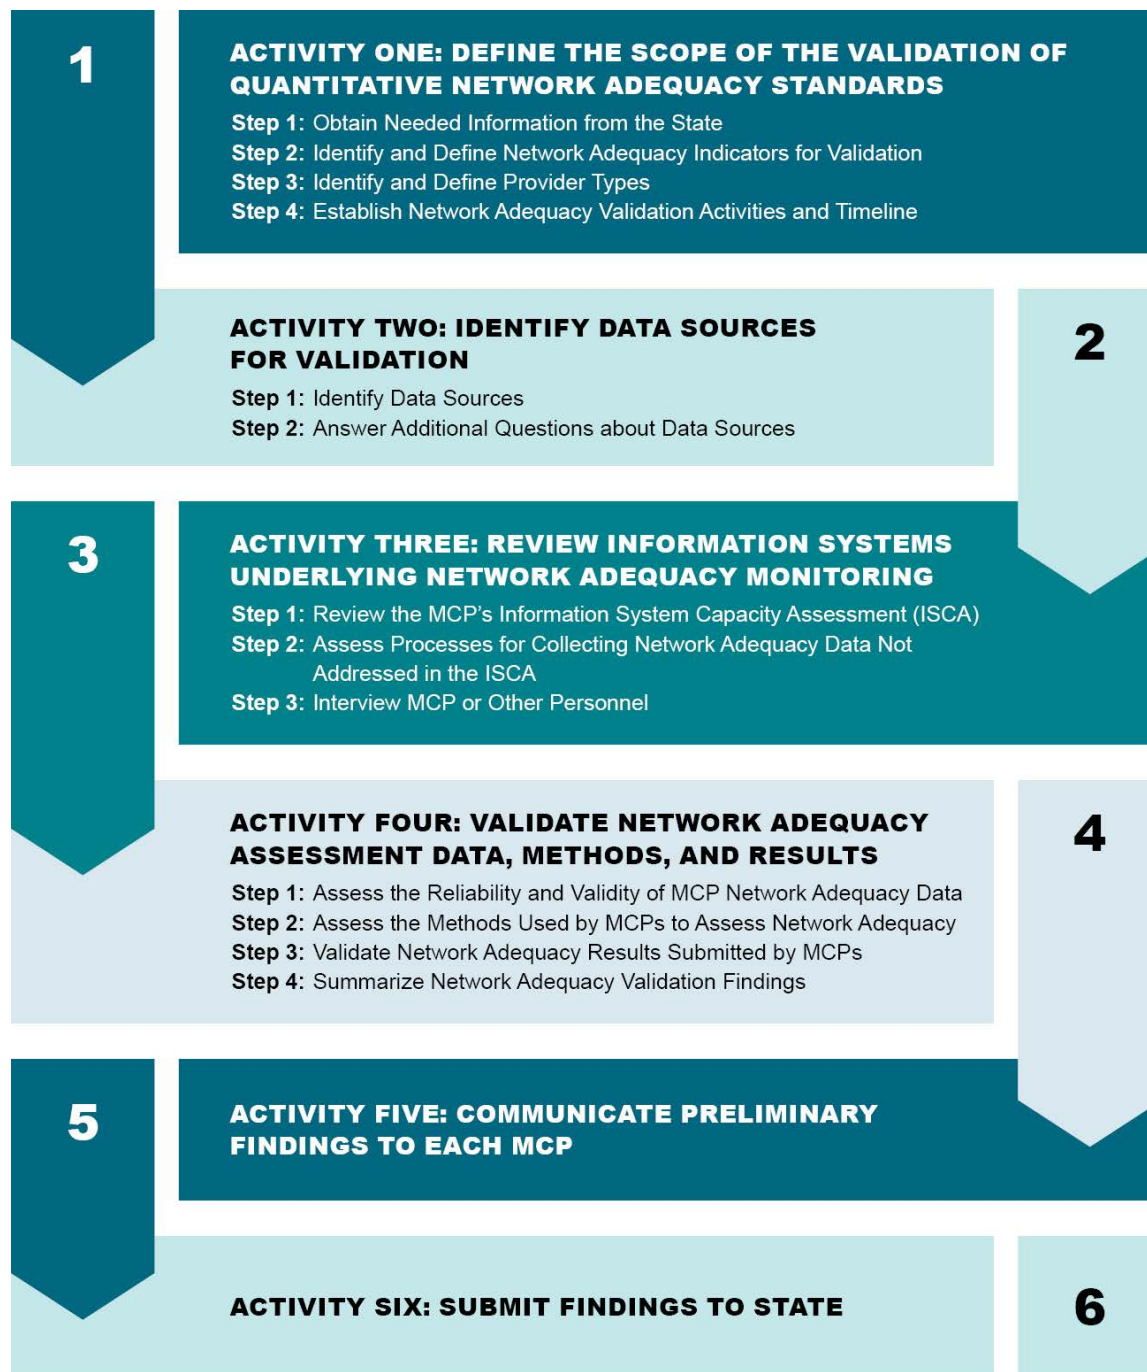 1
ACTIVITY ONE: DEFINE THE SCOPE OF THE VALIDATION OF
QUANTITATIVE NETWORK ADEQUACY STANDARDS
Step 1: Obtain Needed Information from the State
Step 2: Identify and Define Network Adequacy Indicators for Validation
Step 3: Identify and Define Provider Types
Step 4: Establish Network Adequacy Validation Activities and Timeline
ACTIVITY TWO: IDENTIFY DATA SOURCES
FOR VALIDATION
Step 1: Identify Data Sources
Step 2: Answer Additional Questions about Data Sources
2
3
ACTIVITY THREE: REVIEW INFORMATION SYSTEMS
UNDERLYING NETWORK ADEQUACY MONITORING
Step 1: Review the MCP's Information System Capacity Assessment (ISCA)
Step 2: Assess Processes for Collecting Network Adequacy Data Not
Addressed in the ISCA
Step 3: Interview MCP or Other Personnel
ACTIVITY FOUR: VALIDATE NETWORK ADEQUACY
ASSESSMENT DATA, METHODS, AND RESULTS
Step 1: Assess the Reliability and Validity of MCP Network Adequacy Data
Step 2: Assess the Methods Used by MCPs to Assess Network Adequacy
Step 3: Validate Network Adequacy Results Submitted by MCPs
Step 4: Summarize Network Adequacy Validation Findings
4
5
ACTIVITY FIVE: COMMUNICATE PRELIMINARY
FINDINGS TO EACH MCP
ACTIVITY SIX: SUBMIT FINDINGS TO STATE
6